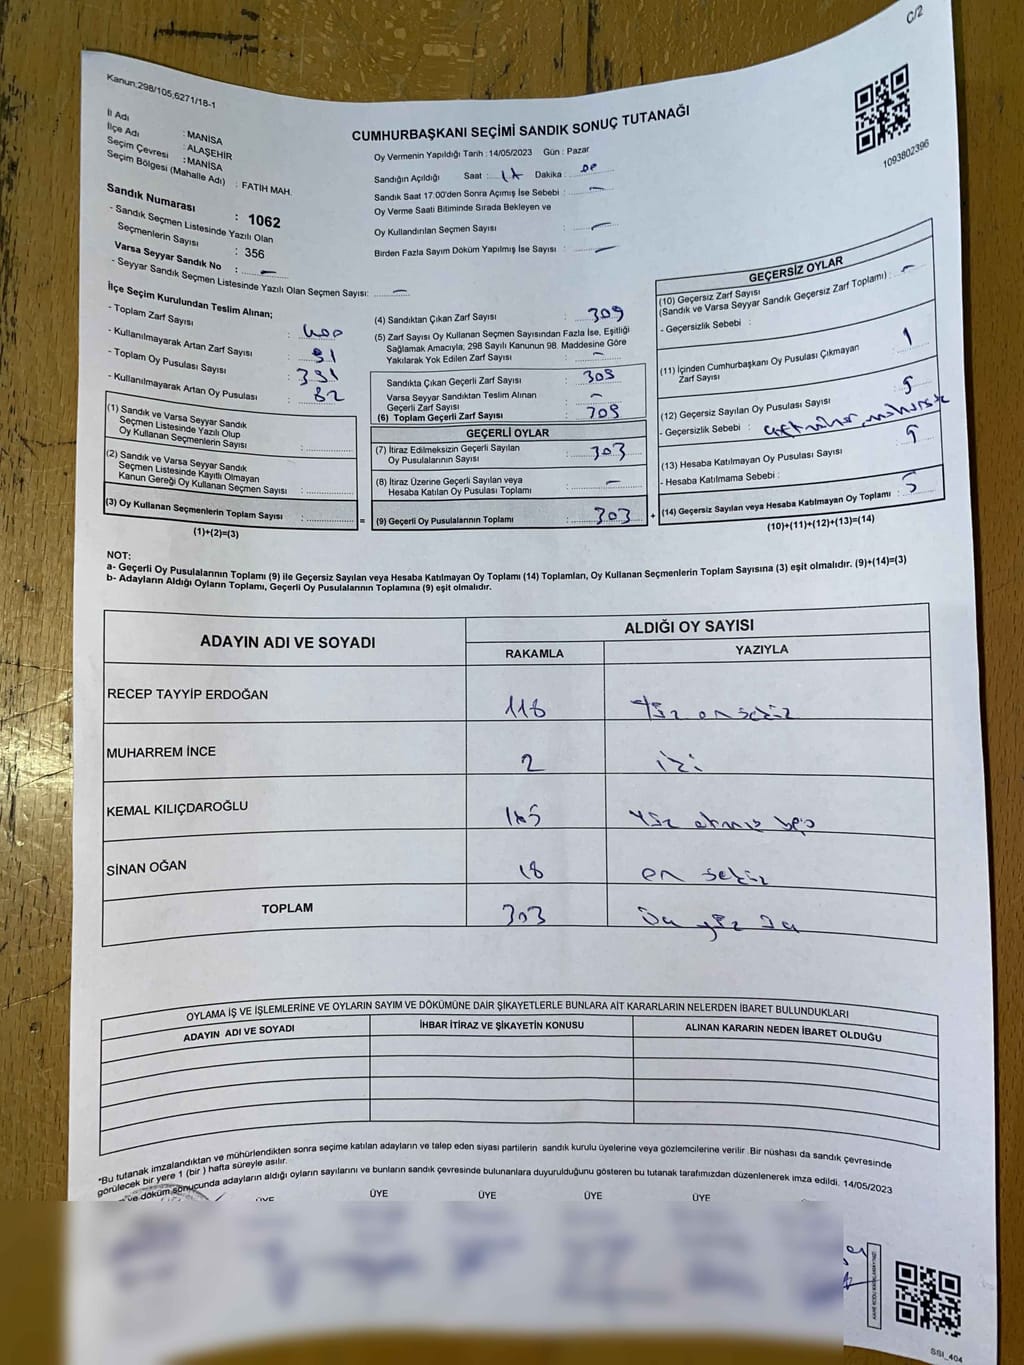 C/2
Kanun:298/105,6271/18-1
1093802396
CUMHURBAŞKANI SEÇİMİ SANDIK SONUÇ TUTANAĞI
İl Adı : MANİSA
İlçe Adı : ALAŞEHİR
Seçim Çevresi : MANİSA
Seçim Bölgesi (Mahalle Adı) : FATİH MAH.
Sandık Numarası : 1062
- Sandık Seçmen Listesinde Yazılı Olan
Seçmenlerin Sayısı : 356
Varsa Seyyar Sandık No : —
- Seyyar Sandık Seçmen Listesinde Yazılı Olan Seçmen Sayısı: —
Oy Vermenin Yapıldığı Tarih :14/05/2023 Gün : Pazar
Sandığın Açıldığı Saat : 17 Dakika : 00
Sandık Saat 17:00'den Sonra Açımış İse Sebebi : —
Oy Verme Saati Bitiminde Sırada Bekleyen ve
Oy Kullandırılan Seçmen Sayısı : —
Birden Fazla Sayım Döküm Yapılmış İse Sayısı : —
İlçe Seçim Kurulundan Teslim Alınan;
- Toplam Zarf Sayısı : 400
- Kullanılmayarak Artan Zarf Sayısı : 91
- Toplam Oy Pusulası Sayısı : 391
- Kullanılmayarak Artan Oy Pusulası : 82
(1) Sandık ve Varsa Seyyar Sandık
Seçmen Listesinde Yazılı Olup
Oy Kullanan Seçmenlerin Sayısı :
(2) Sandık ve Varsa Seyyar Sandık
Seçmen Listesinde Kayıtlı Olmayan
Kanun Gereği Oy Kullanan Seçmen Sayısı :
(3) Oy Kullanan Seçmenlerin Toplam Sayısı : =
(1)+(2)=(3)
(4) Sandıktan Çıkan Zarf Sayısı : 309
(5) Zarf Sayısı Oy Kullanan Seçmen Sayısından Fazla İse, Eşitliği
Sağlamak Amacıyla, 298 Sayılı Kanunun 98. Maddesine Göre
Yakılarak Yok Edilen Zarf Sayısı : —
Sandıkta Çıkan Geçerli Zarf Sayısı : 309
Varsa Seyyar Sandıktan Teslim Alınan
Geçerli Zarf Sayısı : —
(6) Toplam Geçerli Zarf Sayısı : 309
GEÇERLİ OYLAR
(7) İtiraz Edilmeksizin Geçerli Sayılan
Oy Pusulalarının Sayısı : 303
(8) İtiraz Üzerine Geçerli Sayılan veya
Hesaba Katılan Oy Pusulası Toplamı : —
(9) Geçerli Oy Pusulalarının Toplamı : 303 +
GEÇERSİZ OYLAR
(10) Geçersiz Zarf Sayısı
(Sandık ve Varsa Seyyar Sandık Geçersiz Zarf Toplamı) : —
- Geçersizlik Sebebi :
(11) İçinden Cumhurbaşkanı Oy Pusulası Çıkmayan
Zarf Sayısı : 1
(12) Geçersiz Sayılan Oy Pusulası Sayısı :
- Geçersizlik Sebebi :
(13) Hesaba Katılmayan Oy Pusulası Sayısı :
- Hesaba Katılmama Sebebi :
(14) Geçersiz Sayılan veya Hesaba Katılmayan Oy Toplamı : 5
(10)+(11)+(12)+(13)=(14)
NOT:
a- Geçerli Oy Pusulalarının Toplamı (9) ile Geçersiz Sayılan veya Hesaba Katılmayan Oy Toplamı (14) Toplamları, Oy Kullanan Seçmenlerin Toplam Sayısına (3) eşit olmalıdır. (9)+(14)=(3)
b- Adayların Aldığı Oyların Toplamı, Geçerli Oy Pusulalarının Toplamına (9) eşit olmalıdır.
ADAYIN ADI VE SOYADI ALDIĞI OY SAYISI
RAKAMLA YAZIYLA
RECEP TAYYİP ERDOĞAN 118 yüz on sekiz
MUHARREM İNCE 2 iki
KEMAL KILIÇDAROĞLU 165 yüz atmış beş
SİNAN OĞAN 18 on sekiz
TOPLAM 303 üç yüz üç
OYLAMA İŞ VE İŞLEMLERİNE VE OYLARIN SAYIM VE DÖKÜMÜNE DAİR ŞİKAYETLERLE BUNLARA AİT KARARLARIN NELERDEN İBARET BULUNDUKLARI
ADAYIN ADI VE SOYADI İHBAR İTİRAZ VE ŞİKAYETİN KONUSU ALINAN KARARIN NEDEN İBARET OLDUĞU
*Bu tutanak imzalandıktan ve mühürlendikten sonra seçime katılan adayların ve talep eden siyasi partilerin sandık kurulu üyelerine veya gözlemcilerine verilir .Bir nüshası da sandık çevresinde
görülecek bir yere 1 (bir ) hafta süreyle asılır.
ve döküm sonucunda adayların aldığı oyların sayılarını ve bunların sandık çevresinde bulunanlara duyurulduğunu gösteren bu tutanak tarafımızdan düzenlenerek imza edildi. 14/05/2023
ÜYE ÜYE ÜYE ÜYE ÜYE
SSI_404